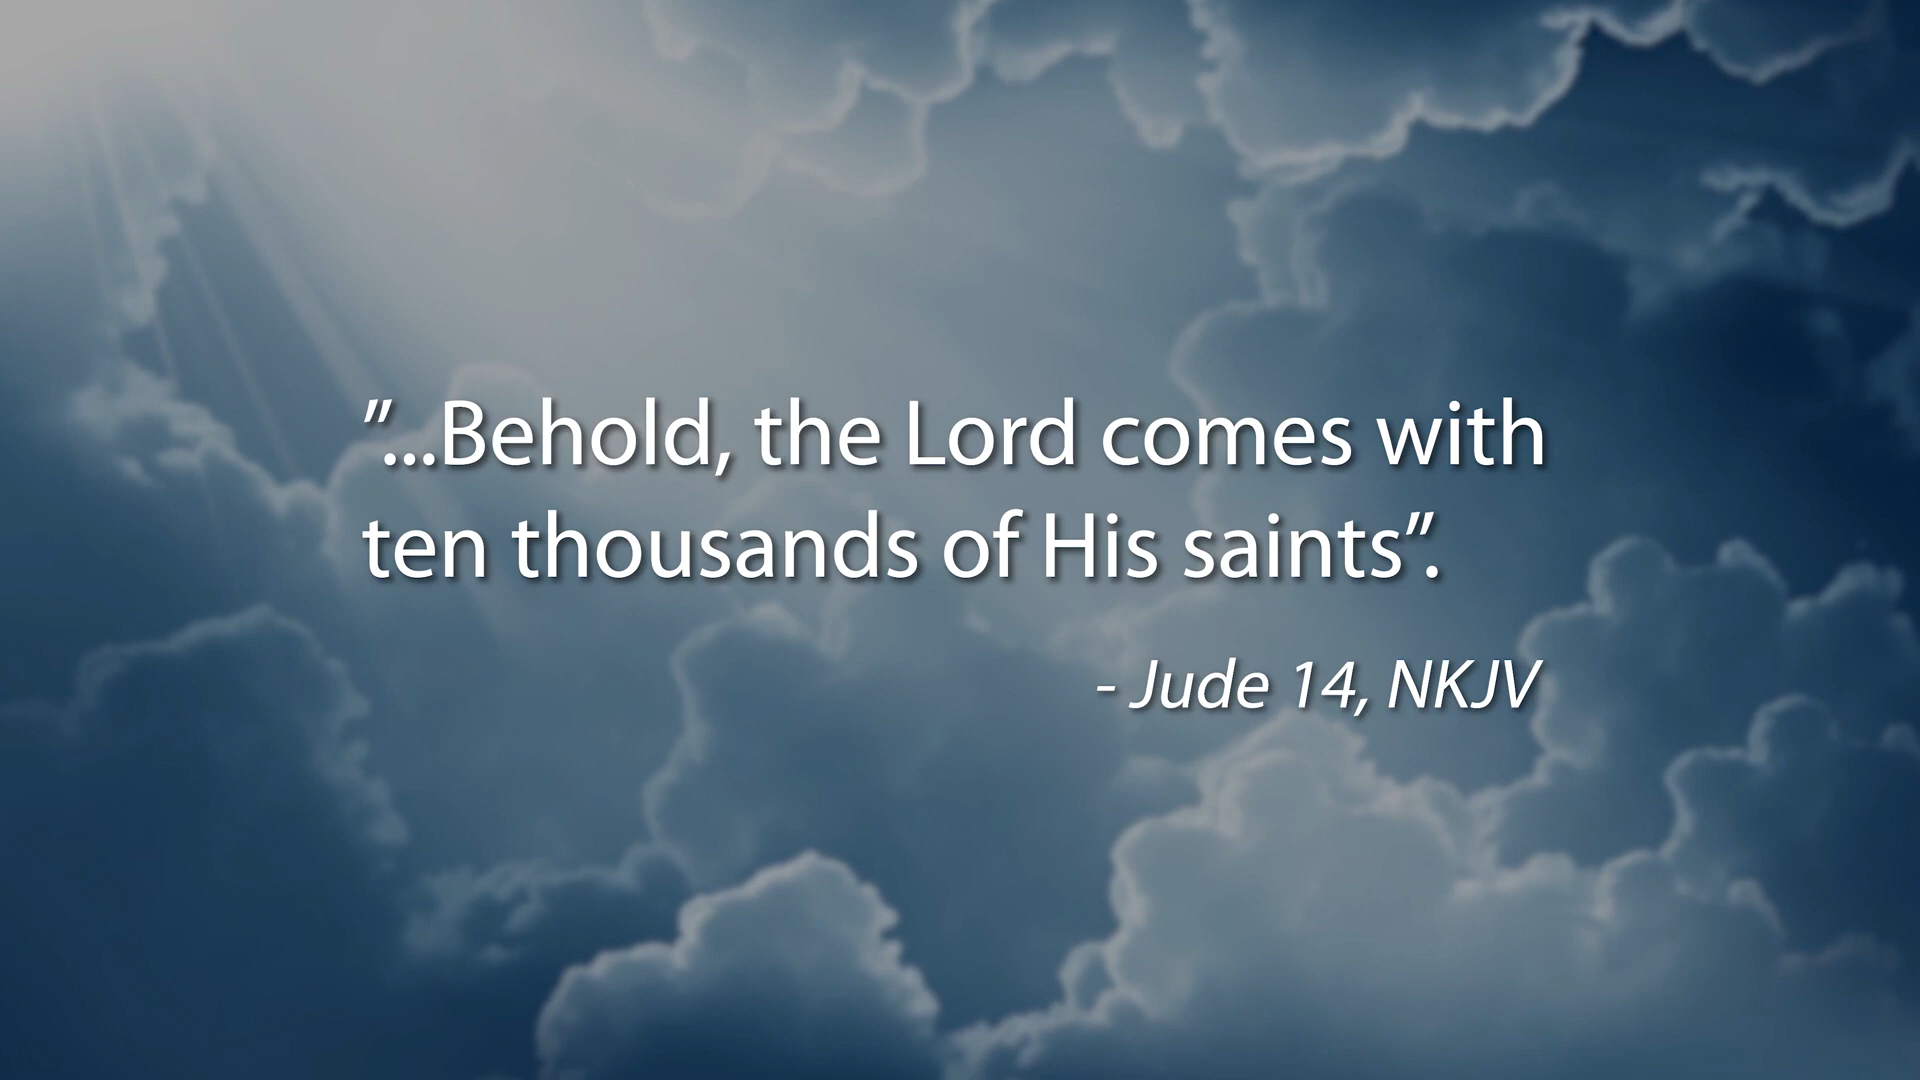 ”...Behold, the Lord comes with
ten thousands of His saints”.
- Jude 14, NKJV